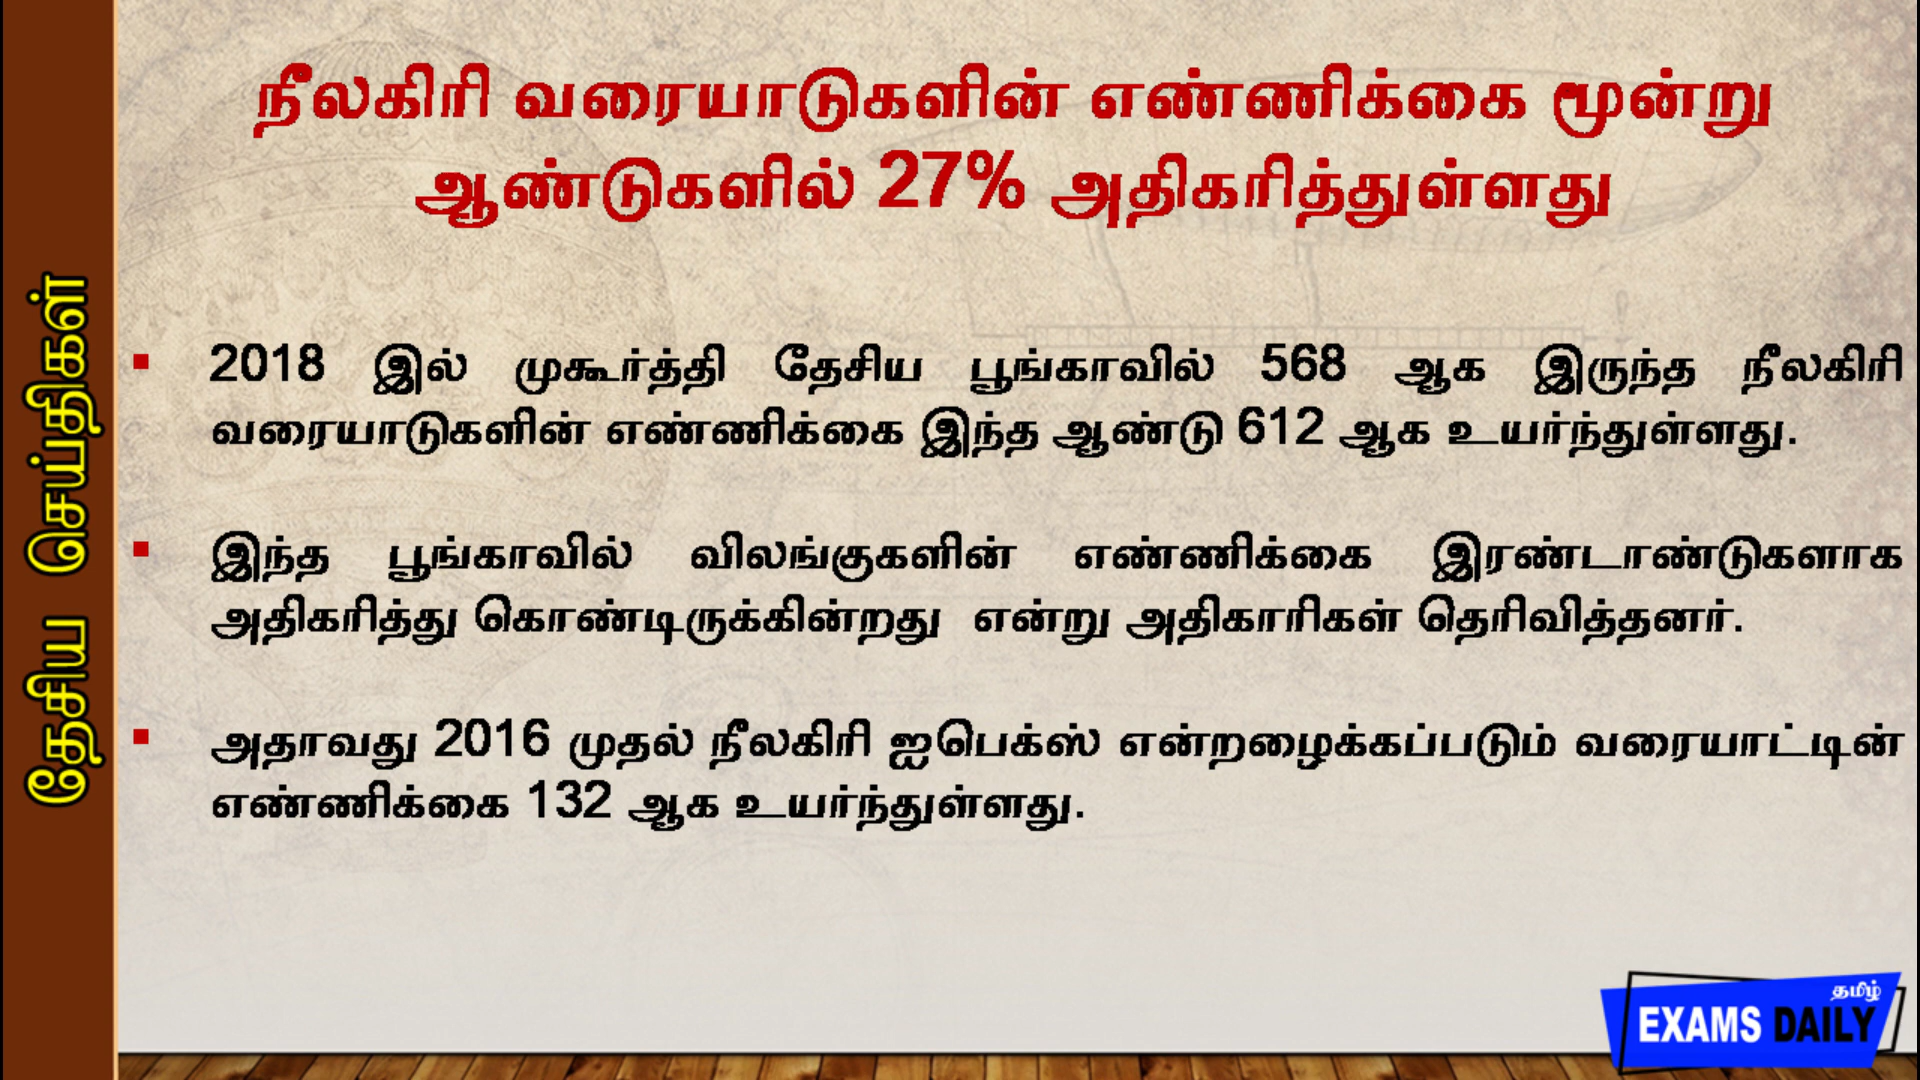 தேசிய செய்திகள்
நீலகிரி வரையாடுகளின் எண்ணிக்கை மூன்று
ஆண்டுகளில் 27% அதிகரித்துள்ளது
2018 இல் முகூர்த்தி தேசிய பூங்காவில் 568 ஆக இருந்த நீலகிரி
வரையாடுகளின் எண்ணிக்கை இந்த ஆண்டு 612 ஆக உயர்ந்துள்ளது.
இந்த பூங்காவில் விலங்குகளின் எண்ணிக்கை இரண்டாண்டுகளாக
அதிகரித்து கொண்டிருக்கின்றது என்று அதிகாரிகள் தெரிவித்தனர்.
அதாவது 2016 முதல் நீலகிரி ஐபெக்ஸ் என்றழைக்கப்படும் வரையாட்டின்
எண்ணிக்கை 132 ஆக உயர்ந்துள்ளது.
தமிழ்
EXAMS DAILY